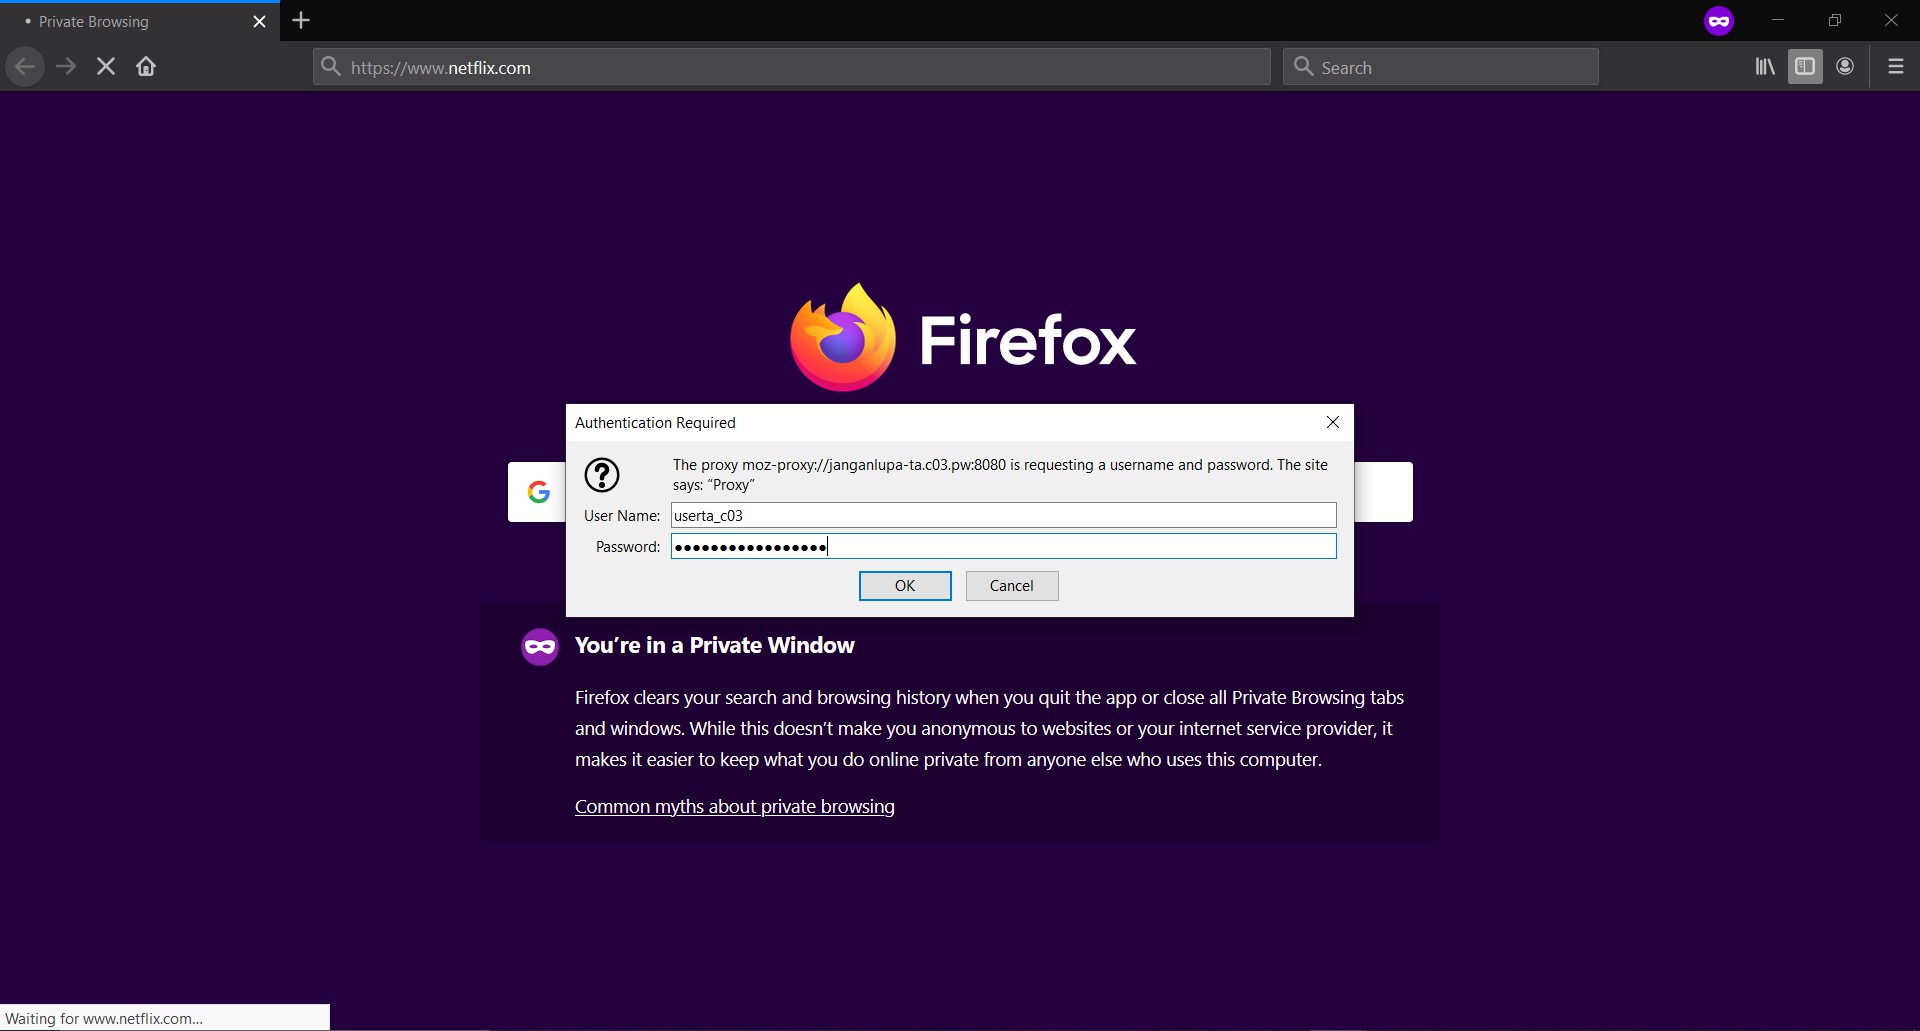 Private Browsing
https://www.netflix.com
Search
Firefox
Authentication Required
The proxy moz-proxy://janganlupa-ta.c03.pw:8080 is requesting a username and password. The site
says: “Proxy”
User Name: userta_c03
Password: •••••••••••••••••
OK Cancel
You’re in a Private Window
Firefox clears your search and browsing history when you quit the app or close all Private Browsing tabs
and windows. While this doesn’t make you anonymous to websites or your internet service provider, it
makes it easier to keep what you do online private from anyone else who uses this computer.
Common myths about private browsing
Waiting for www.netflix.com...